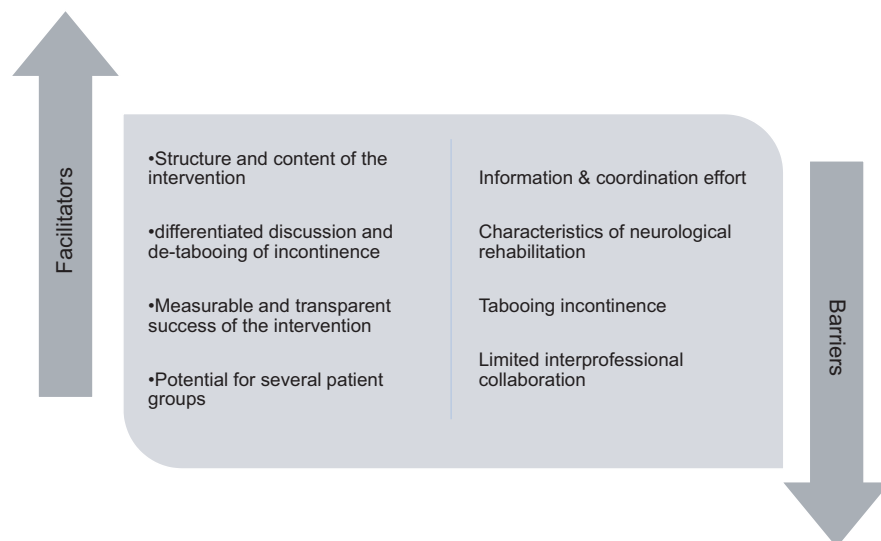 Facilitators
•Structure and content of the
intervention
•differentiated discussion and
de-tabooing of incontinence
•Measurable and transparent
success of the intervention
•Potential for several patient
groups
Information & coordination effort
Characteristics of neurological
rehabilitation
Tabooing incontinence
Limited interprofessional
collaboration
Barriers